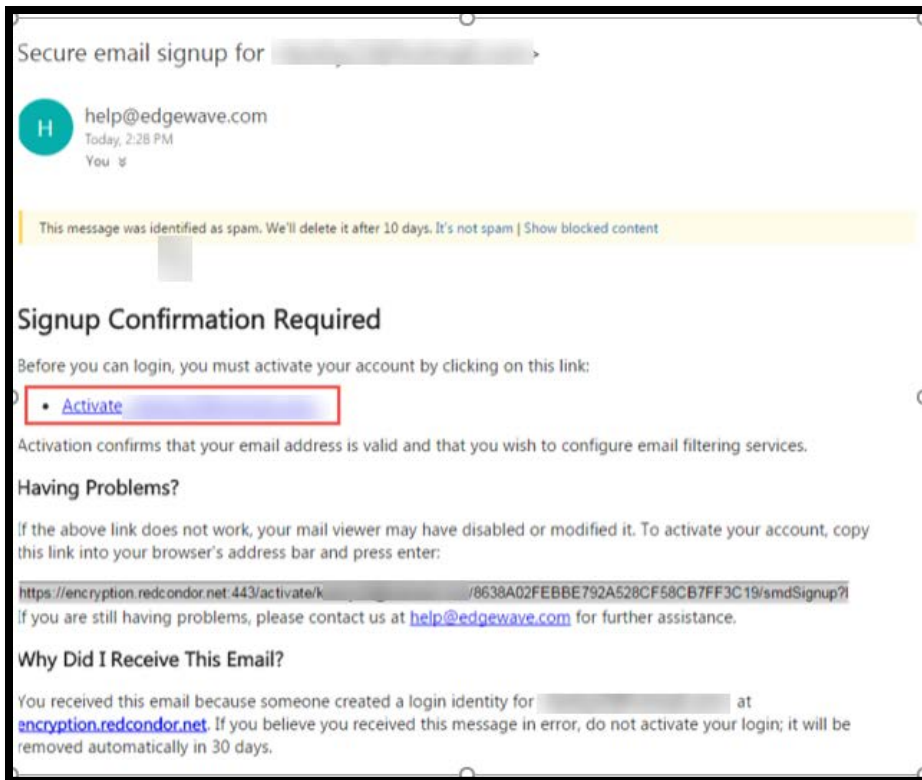 Secure email signup for >
H
help@edgewave.com
Today, 2:28 PM
You
This message was identified as spam. We'll delete it after 10 days. It's not spam | Show blocked content
Signup Confirmation Required
Before you can login, you must activate your account by clicking on this link:
• Activate
Activation confirms that your email address is valid and that you wish to configure email filtering services.
Having Problems?
If the above link does not work, your mail viewer may have disabled or modified it. To activate your account, copy
this link into your browser's address bar and press enter:
https://encryption.redcondor.net:443/activate/k /8638A02FEBBE792A528CF58CB7FF3C19/smdSignup?l
If you are still having problems, please contact us at help@edgewave.com for further assistance.
Why Did I Receive This Email?
You received this email because someone created a login identity for at
encryption.redcondor.net. If you believe you received this message in error, do not activate your login; it will be
removed automatically in 30 days.